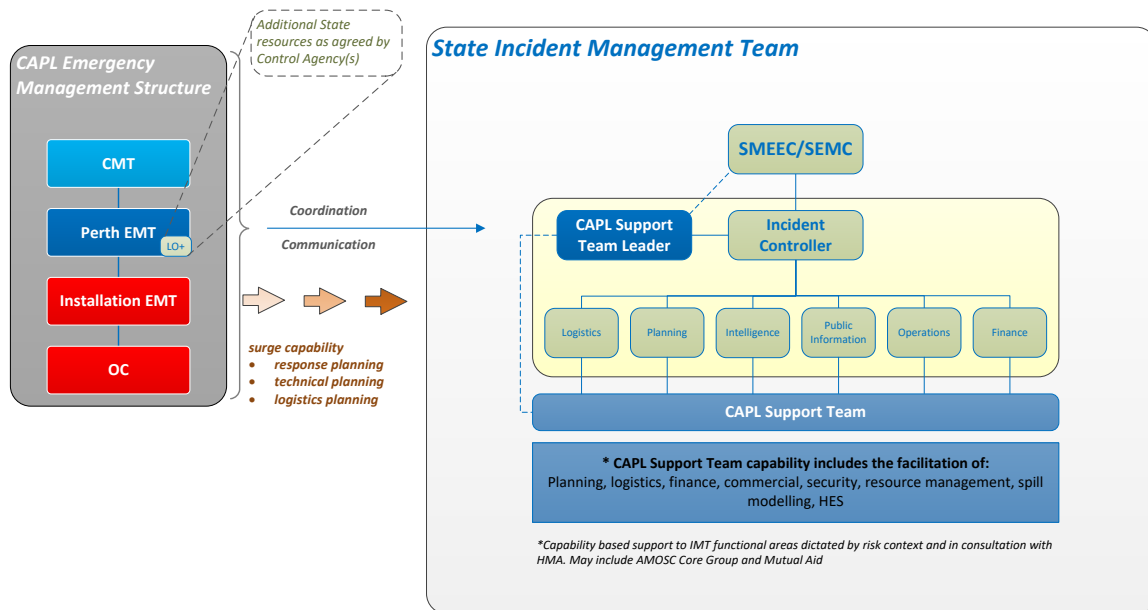 Additional State
resources as agreed by
Control Agency(s)
CAPL Emergency
Management Structure
CMT
Perth EMT
LO+
Installation EMT
OC
Coordination
Communication
surge capability
• response planning
• technical planning
• logistics planning
State Incident Management Team
SMEEC/SEMC
CAPL Support
Team Leader
Incident
Controller
Logistics
Planning
Intelligence
Public
Information
Operations
Finance
CAPL Support Team
* CAPL Support Team capability includes the facilitation of:
Planning, logistics, finance, commercial, security, resource management, spill
modelling, HES
*Capability based support to IMT functional areas dictated by risk context and in consultation with
HMA. May include AMOSC Core Group and Mutual Aid